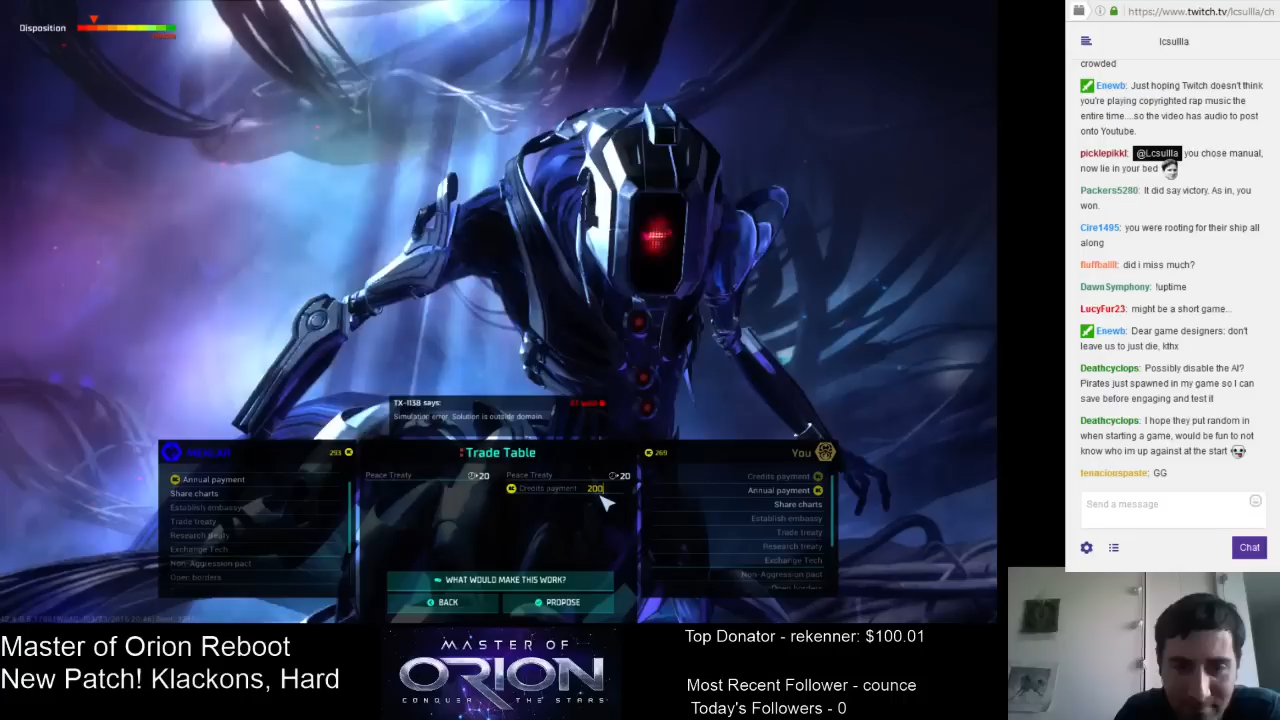 Disposition
https://www.twitch.tv/lcsullla/ch
lcsullla
crowded
Enewb: Just hoping Twitch doesn't think
you're playing copyrighted rap music the
entire time....so the video has audio to post
onto Youtube.
picklepikkl: @Lcsullla you chose manual,
now lie in your bed
Packers5280: It did say victory. As in, you
won.
Cire1495: you were rooting for their ship all
along
fluffballll: did i miss much?
DawnSymphony: !uptime
LucyFur23: might be a short game...
Enewb: Dear game designers: don't
leave us to just die, kthx
Deathcyclops: Possibly disable the AI?
Pirates just spawned in my game so I can
save before engaging and test it
Deathcyclops: I hope they put random in
when starting a game, would be fun to not
know who im up against at the start
tenaciouspaste: GG
Send a message
Chat
TX-113B says:
Simulation error. Solution is outside domain.
293
Trade Table
269
You
Annual payment
Share charts
Establish embassy
Trade treaty
Research treaty
Exchange Tech
Non-Aggression pact
Open borders
Peace Treaty
20
Peace Treaty
20
Credits payment
200
Credits payment
Annual payment
Share charts
Establish embassy
Trade treaty
Research treaty
Exchange Tech
Non-Aggression pact
Open borders
WHAT WOULD MAKE THIS WORK?
BACK
PROPOSE
Master of Orion Reboot
New Patch! Klackons, Hard
MASTER OF
ORION
CONQUER THE STARS
Top Donator - rekenner: $100.01
Most Recent Follower - counce
Today's Followers - 0